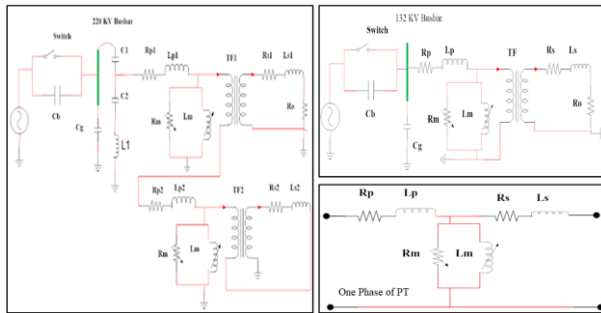 220 KV Busbar
Switch
C1
Rp1
Lp1
TF1
Rs1
Ls1
C2
Rm
Lm
Ro
Cb
Cg
L1
Rp2
Lp2
TF2
Rs2
Ls2
Rm
Lm
132 KV Busbar
Switch
Rp
Lp
TF
Rs
Ls
Rm
Lm
Ro
Cb
Cg
Rp
Lp
Rs
Ls
Rm
Lm
One Phase of PT